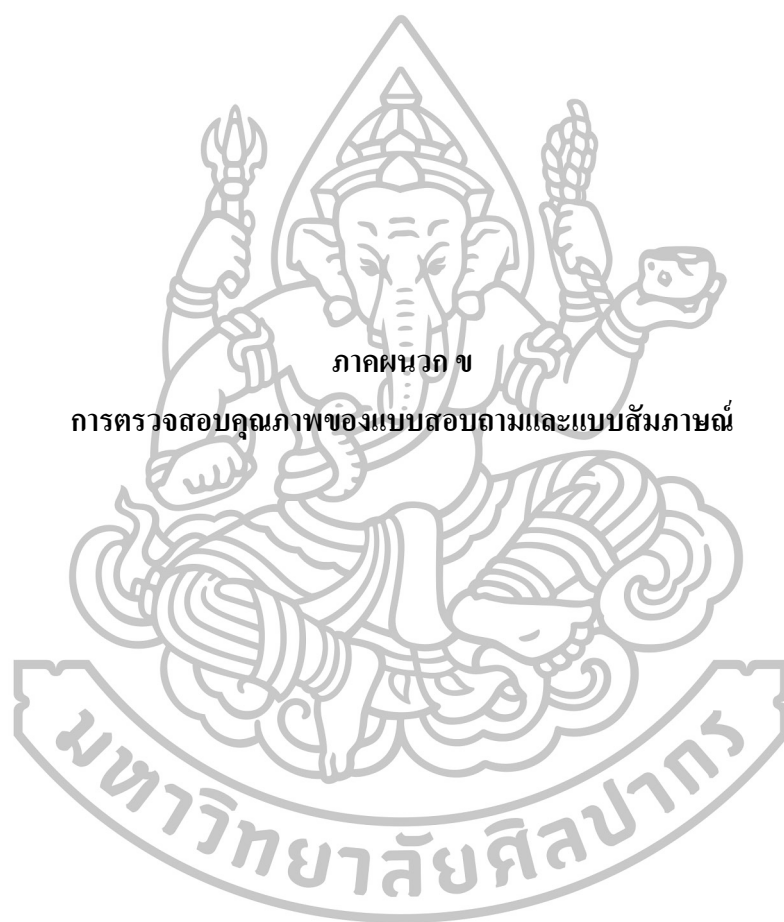 ภาคผนวก ข
การตรวจสอบคุณภาพของแบบสอบถามและแบบสัมภาษณ์
มหาวิทยาลัยศิลปากร